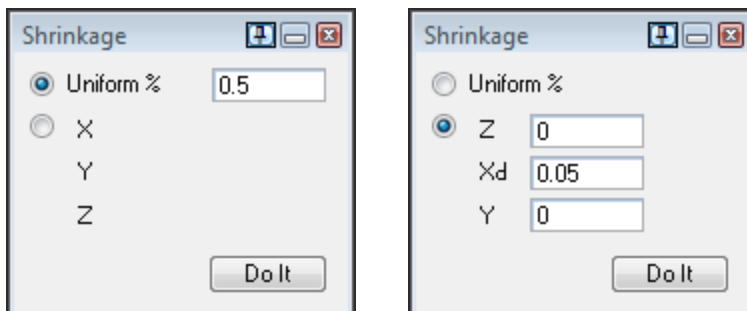 Shrinkage
Uniform % 0.5
X
Y
Z
Do It
Shrinkage
Uniform %
Z 0
Xd 0.05
Y 0
Do It